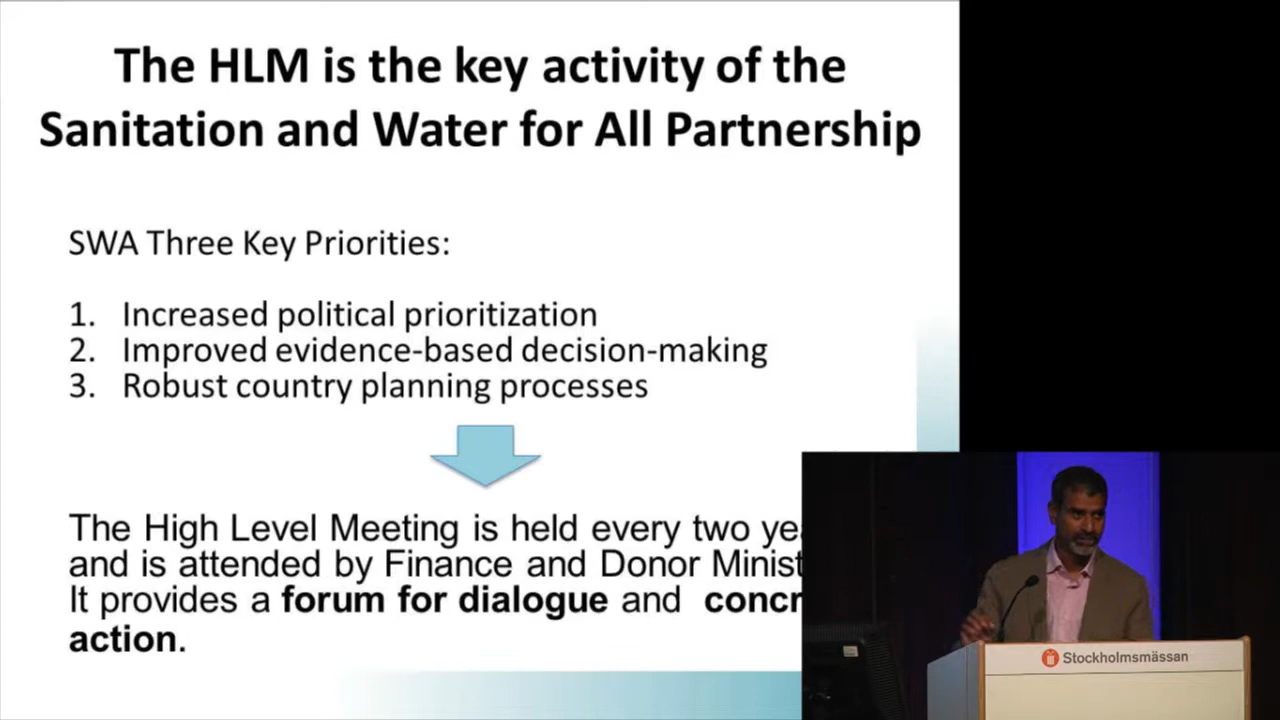 The HLM is the key activity of the
Sanitation and Water for All Partnership
SWA Three Key Priorities:
1. Increased political prioritization
2. Improved evidence-based decision-making
3. Robust country planning processes
The High Level Meeting is held every two
and is attended by Finance and Donor
It provides a forum for dialogue and
action.
Stockholmsmässan